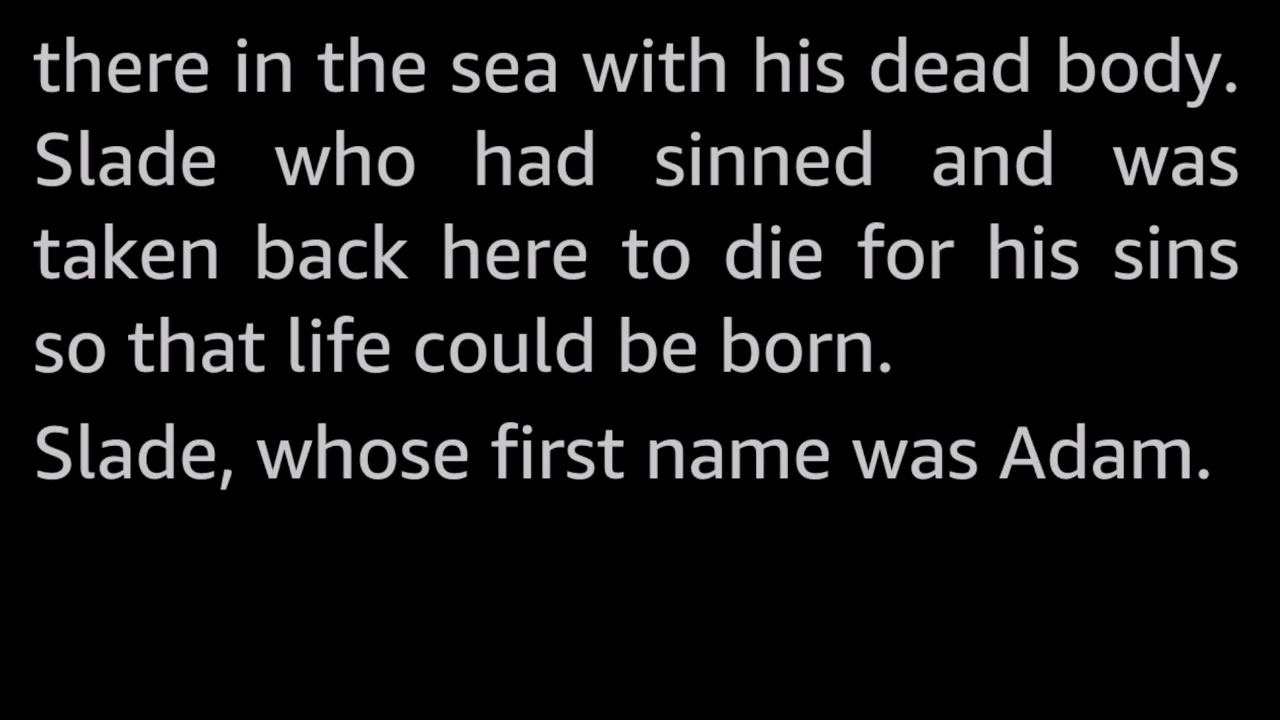 there in the sea with his dead body.
Slade who had sinned and was
taken back here to die for his sins
so that life could be born.
Slade, whose first name was Adam.